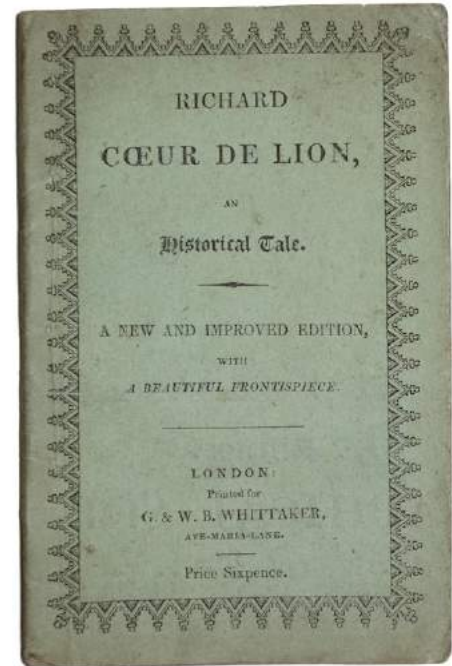 RICHARD
CŒUR DE LION,
AN
Historical Tale.
A NEW AND IMPROVED EDITION,
WITH
A BEAUTIFUL FRONTISPIECE.
LONDON:
Printed for
G. & W. B. WHITTAKER,
AVE-MARIA-LANE.
Price Sixpence.